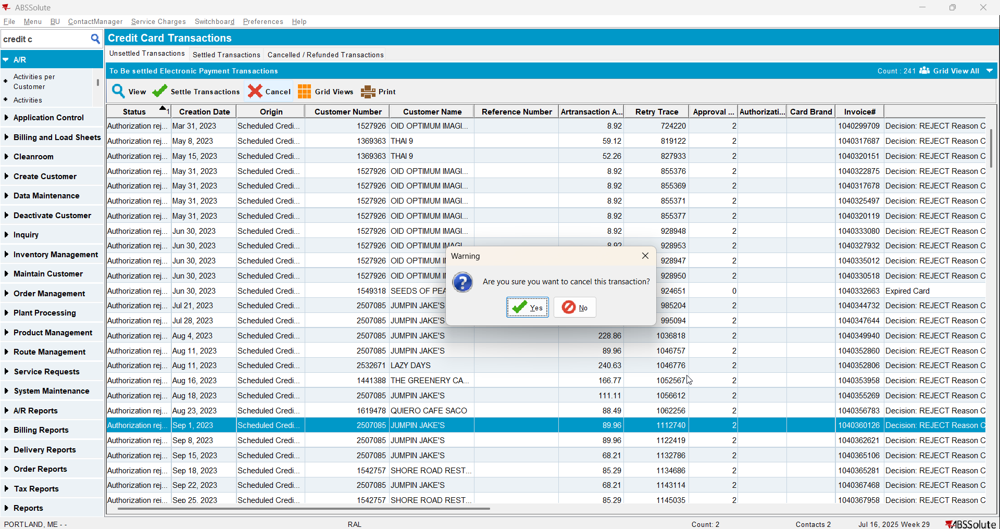 ABSSolute
File Menu BU ContactManager Service Charges Switchboard Preferences Help
credit c
Credit Card Transactions
Unsettled Transactions Settled Transactions Cancelled / Refunded Transactions
To Be settled Electronic Payment Transactions Count : 241 Grid View All
View Settle Transactions Cancel Grid Views Print
A/R
Activities per
Customer
Activities
Application Control
Billing and Load Sheets
Cleanroom
Create Customer
Data Maintenance
Deactivate Customer
Inquiry
Inventory Management
Maintain Customer
Order Management
Plant Processing
Product Management
Route Management
Service Requests
System Maintenance
A/R Reports
Billing Reports
Delivery Reports
Order Reports
Tax Reports
Reports
Status 1 Creation Date Origin Customer Number Customer Name Reference Number Artransaction A... Retry Trace Approval ... Authorizati... Card Brand Invoice#
Authorization rej... Mar 31, 2023 Scheduled Credi... 1527926 OID OPTIMUM IMAGI... 8.92 724220 2 1040299709 Decision: REJECT Reason C
Authorization rej... May 8, 2023 Scheduled Credi... 1369363 THAI 9 59.12 819122 2 1040317687 Decision: REJECT Reason C
Authorization rej... May 15, 2023 Scheduled Credi... 1369363 THAI 9 52.26 827933 2 1040320151 Decision: REJECT Reason C
Authorization rej... May 31, 2023 Scheduled Credi... 1527926 OID OPTIMUM IMAGI... 8.92 855376 2 1040322875 Decision: REJECT Reason C
Authorization rej... May 31, 2023 Scheduled Credi... 1527926 OID OPTIMUM IMAGI... 8.92 855369 2 1040317678 Decision: REJECT Reason C
Authorization rej... May 31, 2023 Scheduled Credi... 1527926 OID OPTIMUM IMAGI... 8.92 855371 2 1040325497 Decision: REJECT Reason C
Authorization rej... May 31, 2023 Scheduled Credi... 1527926 OID OPTIMUM IMAGI... 8.92 855377 2 1040320119 Decision: REJECT Reason C
Authorization rej... Jun 30, 2023 Scheduled Credi... 1527926 OID OPTIMUM IMAGI... 8.92 928948 2 1040333080 Decision: REJECT Reason C
Authorization rej... Jun 30, 2023 Scheduled Credi... 1527926 OID OPTIMUM IMAGI 8.92 928953 2 1040327932 Decision: REJECT Reason C
Authorization rej... Jun 30, 2023 Scheduled Credi... 1527926 OID OPTIMUM 928947 2 1040335012 Decision: REJECT Reason C
Authorization rej... Jun 30, 2023 Scheduled Credi... 1527926 OID OPTIMUM 928950 2 1040330518 Decision: REJECT Reason C
Authorization rej... Jun 30, 2023 Scheduled Credi... 1549318 SEEDS OF PEA 924651 0 1040332663 Expired Card
Authorization rej... Jul 21, 2023 Scheduled Credi... 2507085 JUMPIN JAKE'S 985204 2 1040344732 Decision: REJECT Reason C
Authorization rej... Jul 28, 2023 Scheduled Credi... 2507085 JUMPIN JAKE'S 995094 2 1040347644 Decision: REJECT Reason C
Authorization rej... Aug 4, 2023 Scheduled Credi... 2507085 JUMPIN JAKE'S 228.86 1036818 2 1040349940 Decision: REJECT Reason C
Authorization rej... Aug 11, 2023 Scheduled Credi... 2507085 JUMPIN JAKE'S 89.96 1046757 2 1040352860 Decision: REJECT Reason C
Authorization rej... Aug 11, 2023 Scheduled Credi... 2532671 LAZY DAYS 240.63 1046776 2 1040352806 Decision: REJECT Reason C
Authorization rej... Aug 16, 2023 Scheduled Credi... 1441388 THE GREENERY CA... 166.77 1052567 2 1040353958 Decision: REJECT Reason C
Authorization rej... Aug 18, 2023 Scheduled Credi... 2507085 JUMPIN JAKE'S 111.11 1056612 2 1040355269 Decision: REJECT Reason C
Authorization rej... Aug 23, 2023 Scheduled Credi... 1619478 QUIERO CAFE SACO 88.49 1062256 2 1040356783 Decision: REJECT Reason C
Authorization rej... Sep 1, 2023 Scheduled Credi... 2507085 JUMPIN JAKE'S 89.96 1112740 2 1040360126 Decision: REJECT Reason C
Authorization rej... Sep 8, 2023 Scheduled Credi... 2507085 JUMPIN JAKE'S 89.96 1122419 2 1040362621 Decision: REJECT Reason C
Authorization rej... Sep 15, 2023 Scheduled Credi... 2507085 JUMPIN JAKE'S 68.21 1132786 2 1040365106 Decision: REJECT Reason C
Authorization rej... Sep 18, 2023 Scheduled Credi... 1542757 SHORE ROAD REST... 85.29 1134686 2 1040365281 Decision: REJECT Reason C
Authorization rej... Sep 22, 2023 Scheduled Credi... 2507085 JUMPIN JAKE'S 68.21 1143114 2 1040367468 Decision: REJECT Reason C
Authorization rej... Sep 25, 2023 Scheduled Credi... 1542757 SHORE ROAD REST... 85.29 1145035 2 1040367958 Decision: REJECT Reason C
Warning
Are you sure you want to cancel this transaction?
Yes No
PORTLAND, ME - - RAL Count: 2 Contacts 2 Jul 16, 2025 Week 29 ABSSolute